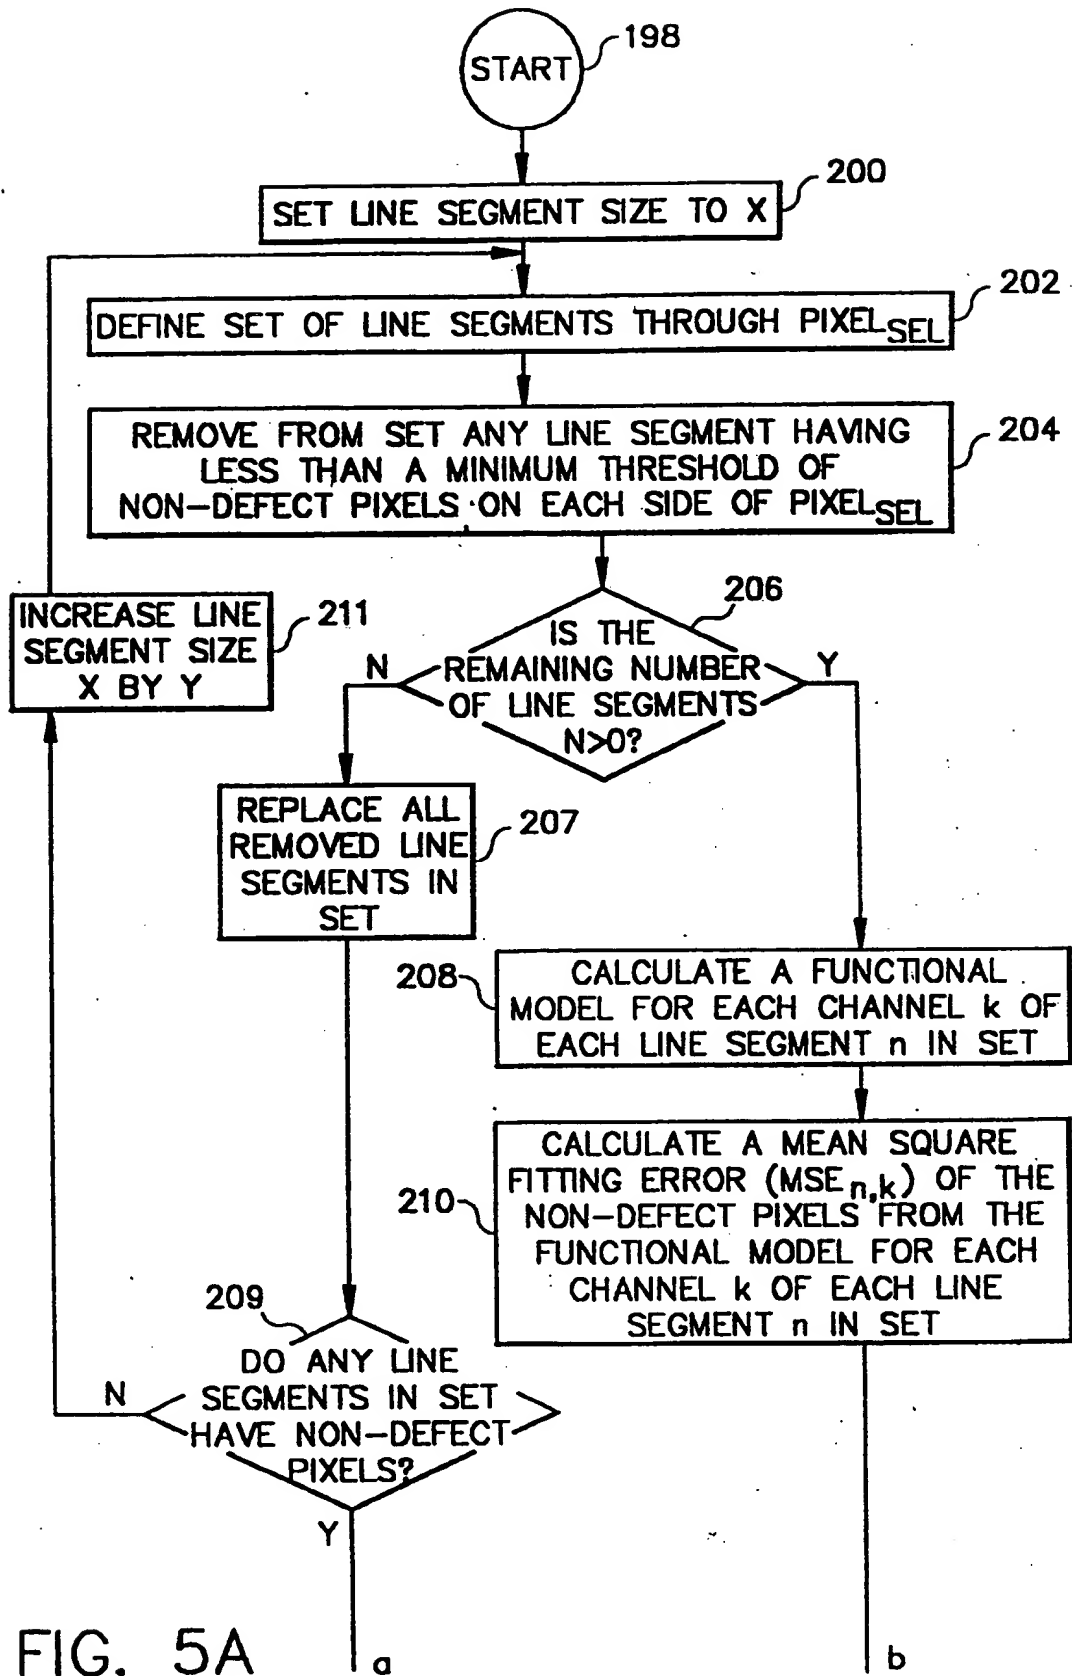 START
198
SET LINE SEGMENT SIZE TO X
200
DEFINE SET OF LINE SEGMENTS THROUGH PIXELSEL
202
REMOVE FROM SET ANY LINE SEGMENT HAVING
LESS THAN A MINIMUM THRESHOLD OF
NON-DEFECT PIXELS ON EACH SIDE OF PIXELSEL
204
INCREASE LINE
SEGMENT SIZE
X BY Y
211
206
IS THE
REMAINING NUMBER
OF LINE SEGMENTS
N>0?
N
Y
REPLACE ALL
REMOVED LINE
SEGMENTS IN
SET
207
208
CALCULATE A FUNCTIONAL
MODEL FOR EACH CHANNEL k OF
EACH LINE SEGMENT n IN SET
210
CALCULATE A MEAN SQUARE
FITTING ERROR (MSEn,k) OF THE
NON-DEFECT PIXELS FROM THE
FUNCTIONAL MODEL FOR EACH
CHANNEL k OF EACH LINE
SEGMENT n IN SET
209
DO ANY LINE
SEGMENTS IN SET
HAVE NON-DEFECT
PIXELS?
N
Y
a
b
FIG. 5A